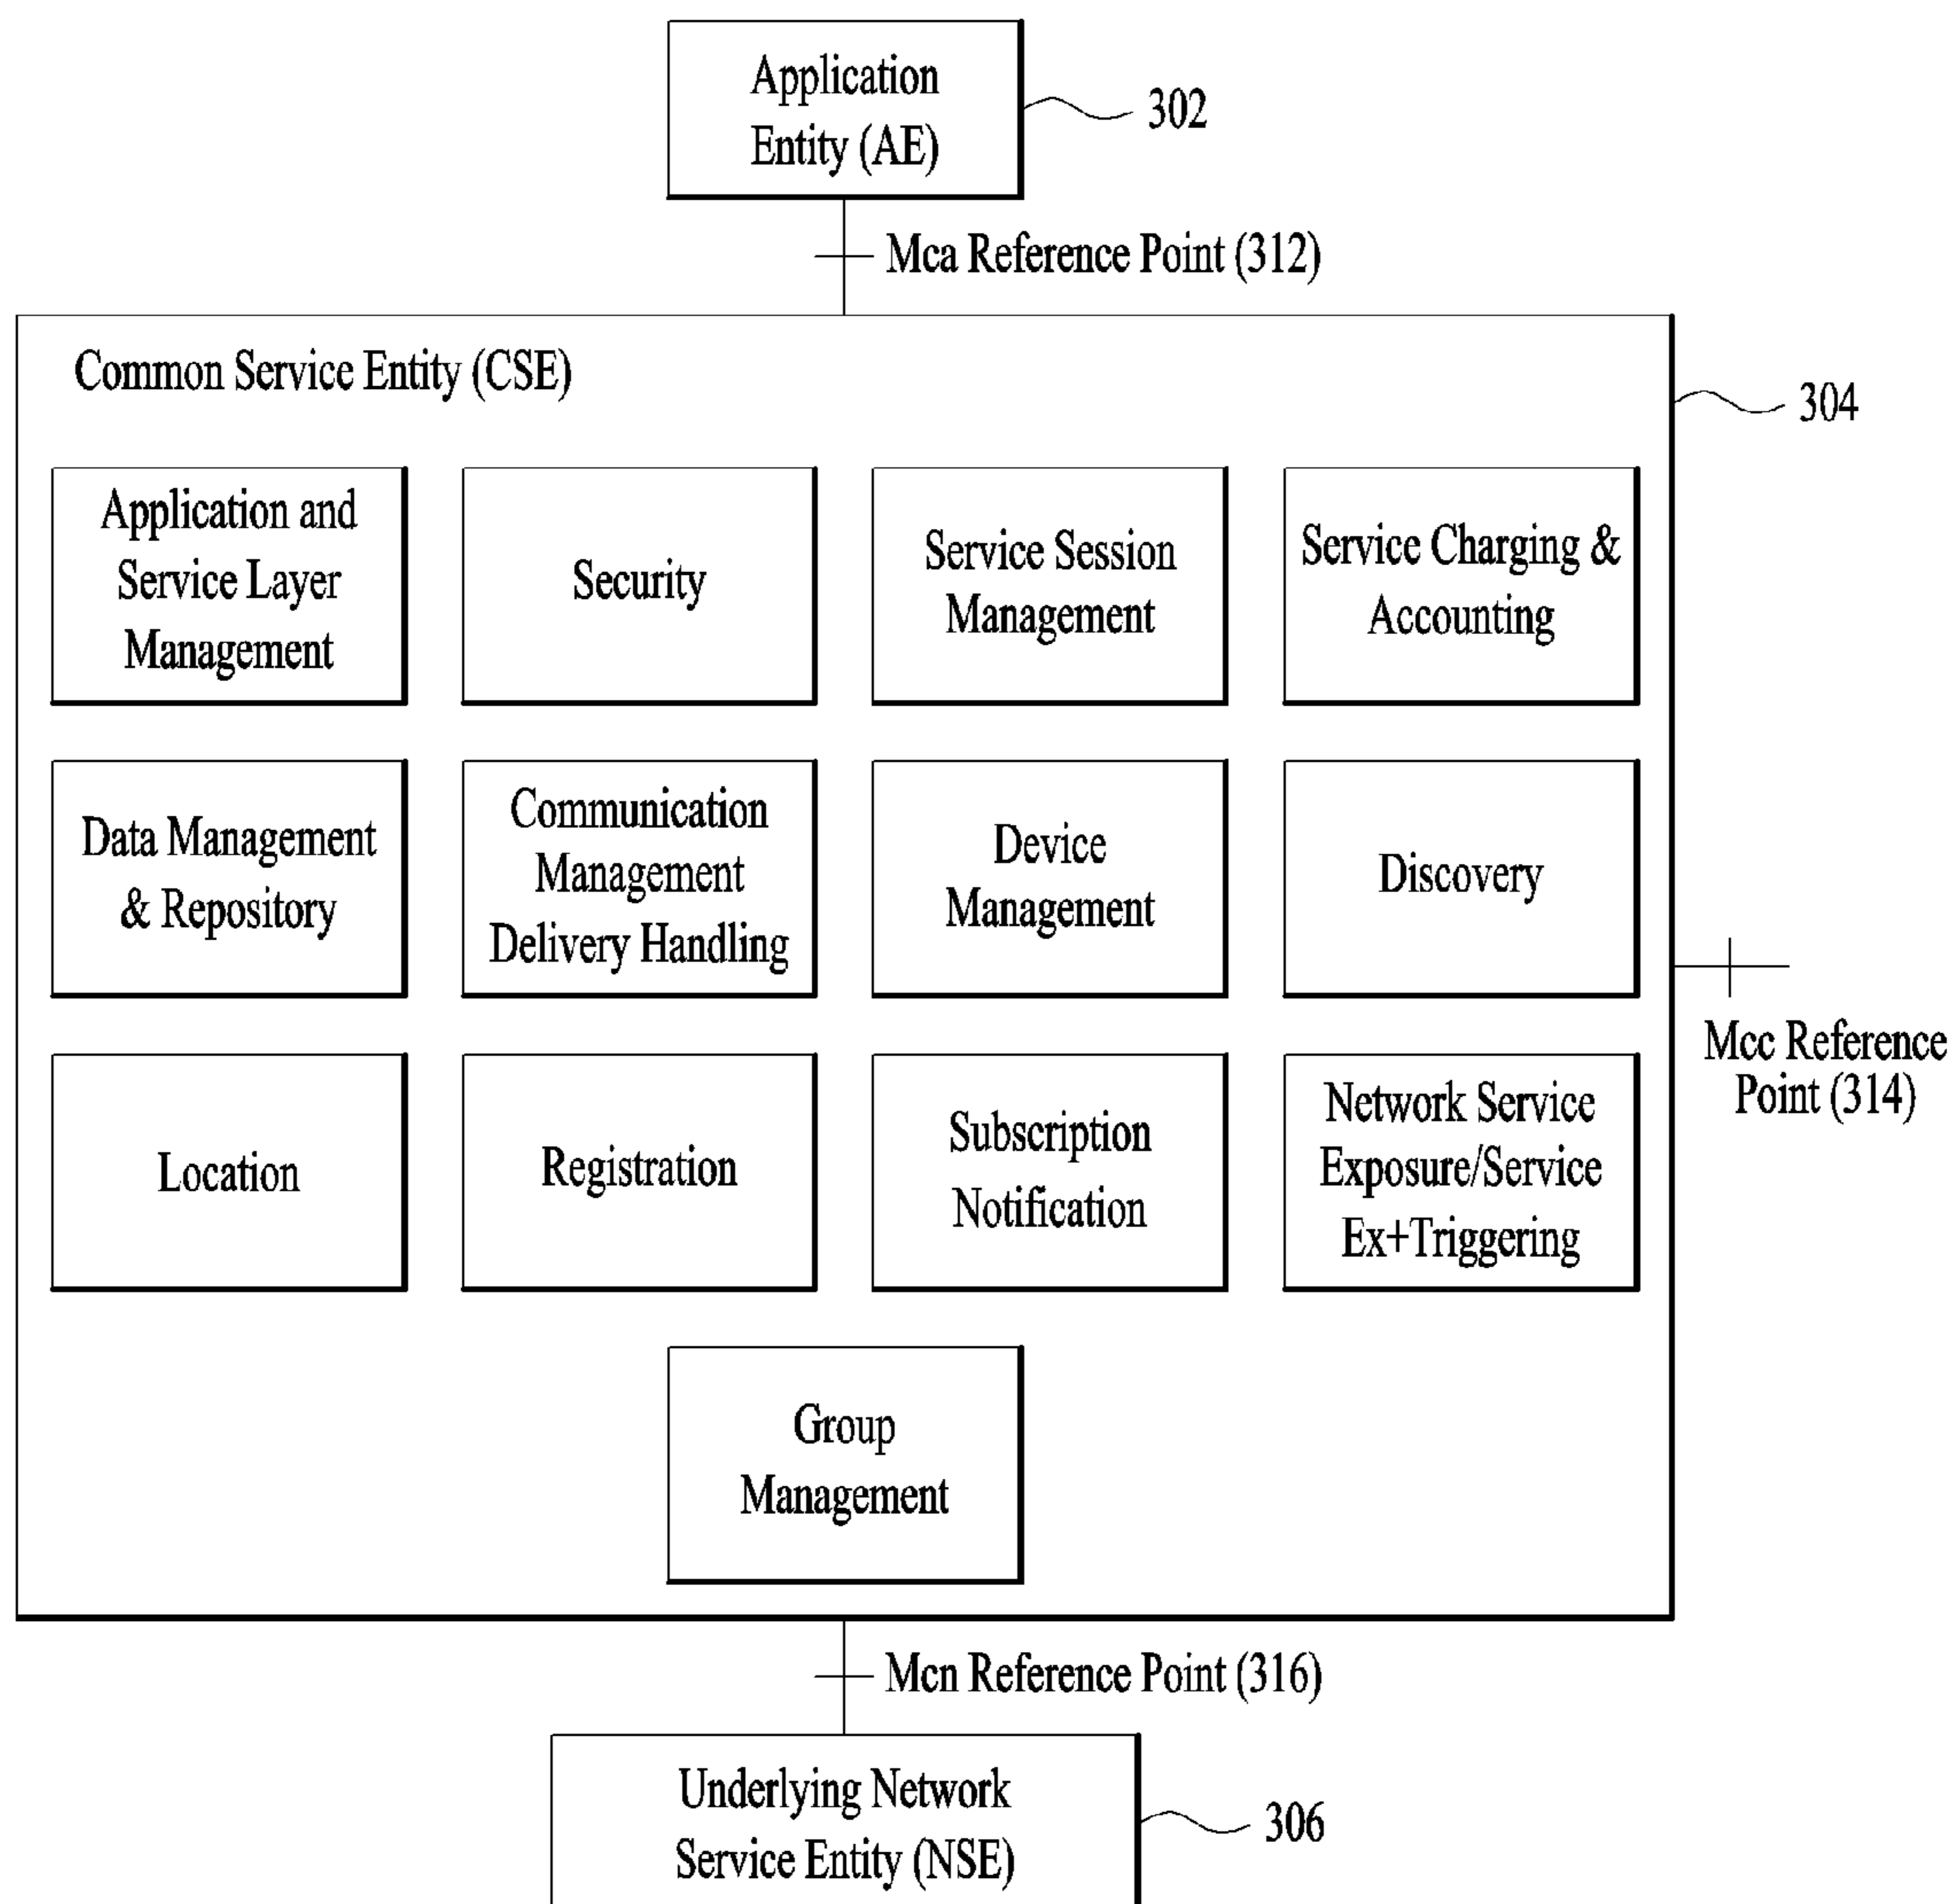 Application
Entity (AE)
302
Mca Reference Point (312)
Common Service Entity (CSE)
304
Application and
Service Layer
Management
Security
Service Session
Management
Service Charging &
Accounting
Data Management
& Repository
Communication
Management
Delivery Handling
Device
Management
Discovery
Mcc Reference
Point (314)
Location
Registration
Subscription
Notification
Network Service
Exposure/Service
Ex+Triggering
Group
Management
Mcn Reference Point (316)
Underlying Network
Service Entity (NSE)
306